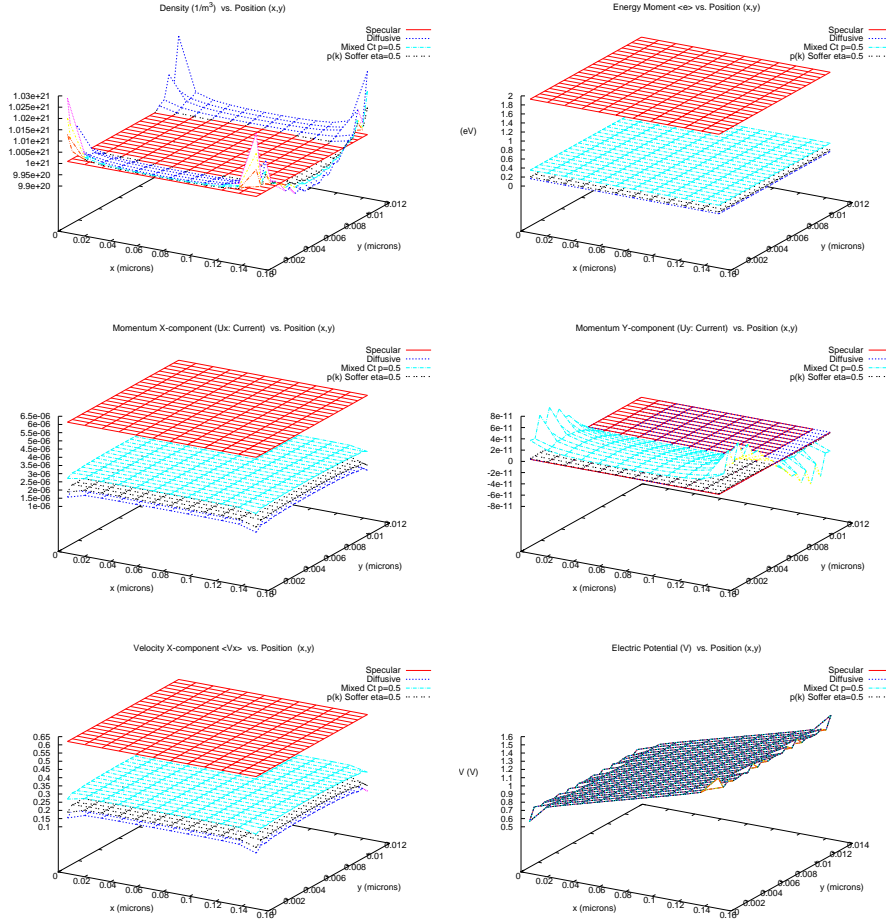 Density (1/m³) vs. Position (x,y)
Specular
Diffusive
Mixed Ct p=0.5
p(k) Soffer eta=0.5
1.03e+21
1.025e+21
1.02e+21
1.015e+21
1.01e+21
1.005e+21
1e+21
9.95e+20
9.9e+20
0
0.02
0.04
0.06
0.08
0.1
0.12
0.14
0.16
x (microns)
0
0.002
0.004
0.006
0.008
0.01
0.012
y (microns)
Energy Moment <e> vs. Position (x,y)
Specular
Diffusive
Mixed Ct p=0.5
p(k) Soffer eta=0.5
(eV)
2
1.8
1.6
1.4
1.2
1
0.8
0.6
0.4
0.2
0
0
0.02
0.04
0.06
0.08
0.1
0.12
0.14
0.16
x (microns)
0
0.002
0.004
0.006
0.008
0.01
0.012
y (microns)
Momentum X-component (Ux: Current) vs. Position (x,y)
Specular
Diffusive
Mixed Ct p=0.5
p(k) Soffer eta=0.5
6.5e-06
6e-06
5.5e-06
5e-06
4.5e-06
4e-06
3.5e-06
3e-06
2.5e-06
2e-06
1.5e-06
1e-06
0
0.02
0.04
0.06
0.08
0.1
0.12
0.14
0.16
x (microns)
0
0.002
0.004
0.006
0.008
0.01
0.012
y (microns)
Momentum Y-component (Uy: Current) vs. Position (x,y)
Specular
Diffusive
Mixed Ct p=0.5
p(k) Soffer eta=0.5
8e-11
6e-11
4e-11
2e-11
0
-2e-11
-4e-11
-6e-11
-8e-11
0
0.02
0.04
0.06
0.08
0.1
0.12
0.14
0.16
x (microns)
0
0.002
0.004
0.006
0.008
0.01
0.012
y (microns)
Velocity X-component <Vx> vs. Position (x,y)
Specular
Diffusive
Mixed Ct p=0.5
p(k) Soffer eta=0.5
0.65
0.6
0.55
0.5
0.45
0.4
0.35
0.3
0.25
0.2
0.15
0.1
0
0.02
0.04
0.06
0.08
0.1
0.12
0.14
0.16
x (microns)
0
0.002
0.004
0.006
0.008
0.01
0.012
y (microns)
Electric Potential (V) vs. Position (x,y)
Specular
Diffusive
Mixed Ct p=0.5
p(k) Soffer eta=0.5
V (V)
1.6
1.5
1.4
1.3
1.2
1.1
1
0.9
0.8
0.7
0.6
0.5
0
0.02
0.04
0.06
0.08
0.1
0.12
0.14
0.16
x (microns)
0
0.002
0.004
0.006
0.008
0.01
0.012
0.014
y (microns)